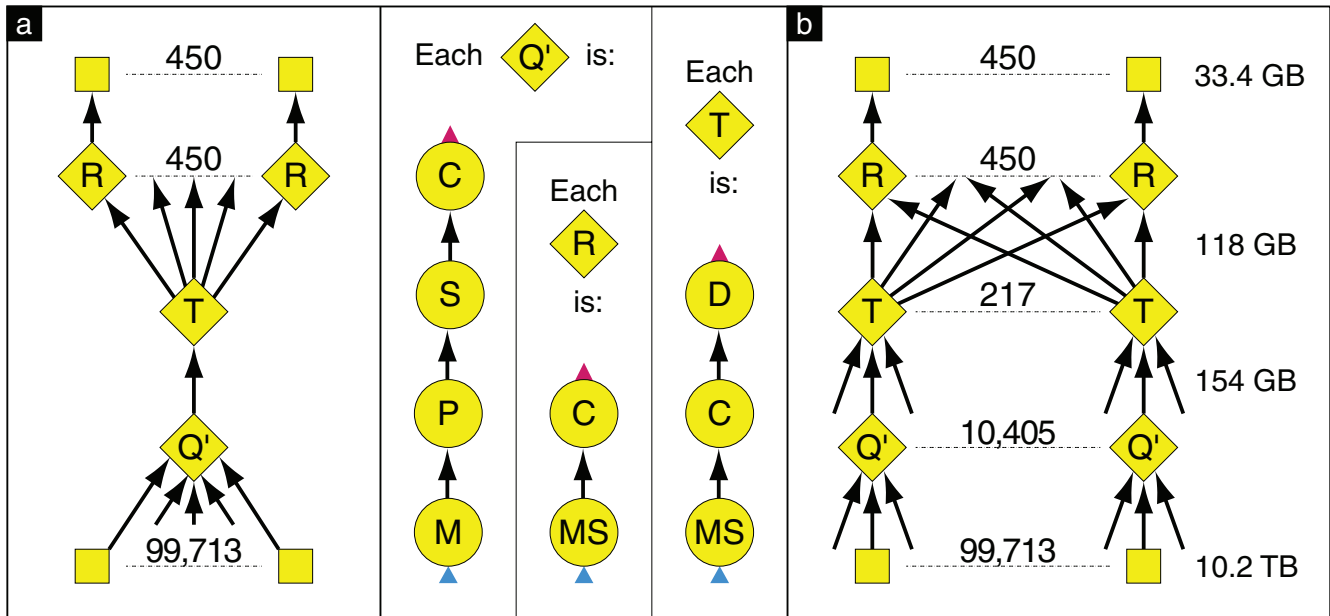 a
450
R
450
R
T
Q'
99,713
Each Q' is:
C
S
P
M
Each
R
is:
C
MS
Each
T
is:
D
C
MS
b
450
33.4 GB
R
450
R
118 GB
T
217
T
154 GB
Q'
10,405
Q'
99,713
10.2 TB